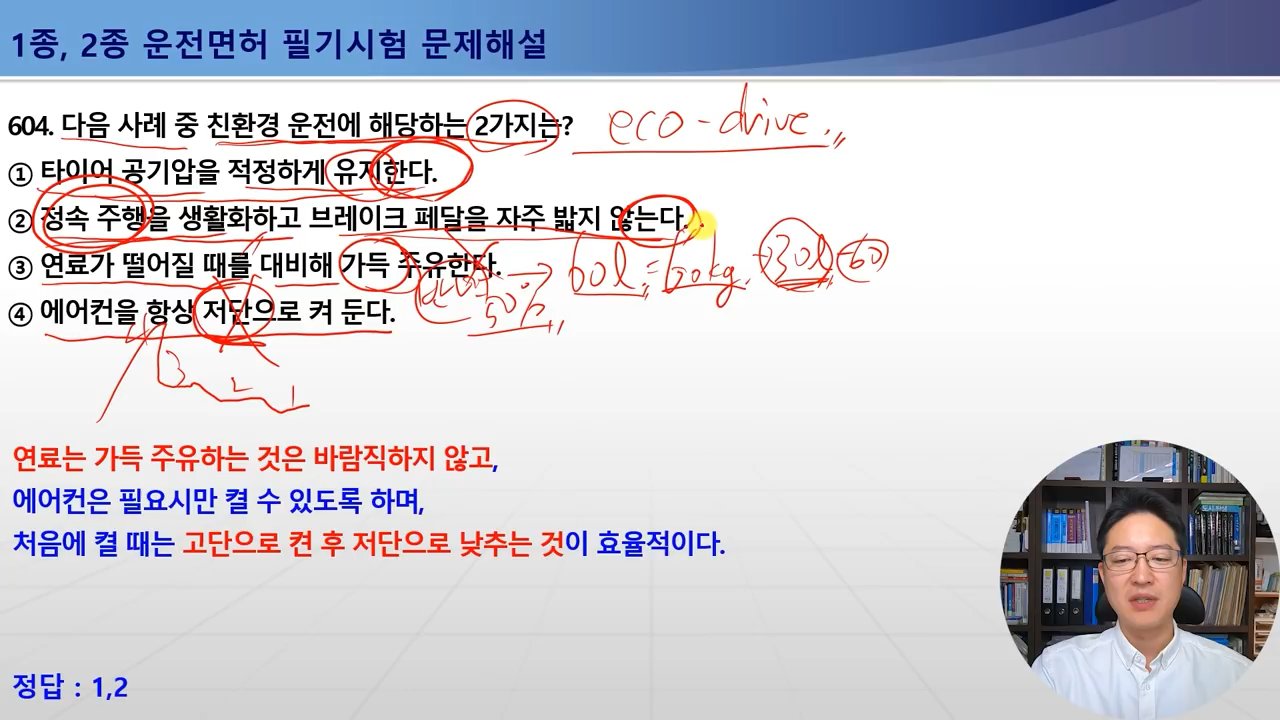 1종, 2종 운전면허 필기시험 문제해설
604. 다음 사례 중 친환경 운전에 해당하는 2가지는? eco-drive.
① 타이어 공기압을 적정하게 유지한다.
② 정속 주행을 생활화하고 브레이크 페달을 자주 밟지 않는다.
③ 연료가 떨어질 때를 대비해 가득 주유한다.
50% → 60l = 60kg. 30l 60
④ 에어컨을 항상 저단으로 켜 둔다.
3 2 1
연료는 가득 주유하는 것은 바람직하지 않고,
에어컨은 필요시만 켤 수 있도록 하며,
처음에 켤 때는 고단으로 켠 후 저단으로 낮추는 것이 효율적이다.
정답 : 1,2